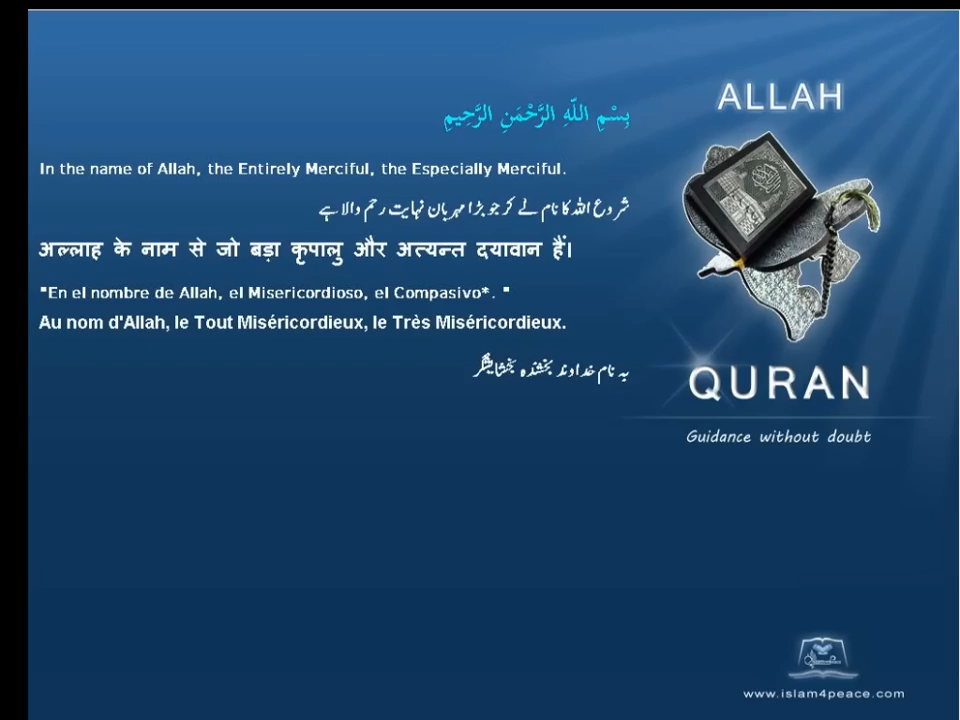 بِسْمِ اللَّهِ الرَّحْمَنِ الرَّحِيمِ
In the name of Allah, the Entirely Merciful, the Especially Merciful.
شروع الله کا نام لے کر جو بڑا مہربان نہایت رحم والا ہے
अल्लाह के नाम से जो बड़ा कृपालु और अत्यन्त दयावान हैं।
"En el nombre de Allah, el Misericordioso, el Compasivo*. "
Au nom d'Allah, le Tout Miséricordieux, le Très Miséricordieux.
به نام خداوند بخشنده بخشایشگر
ALLAH
QURAN
Guidance without doubt
www.islam4peace.com